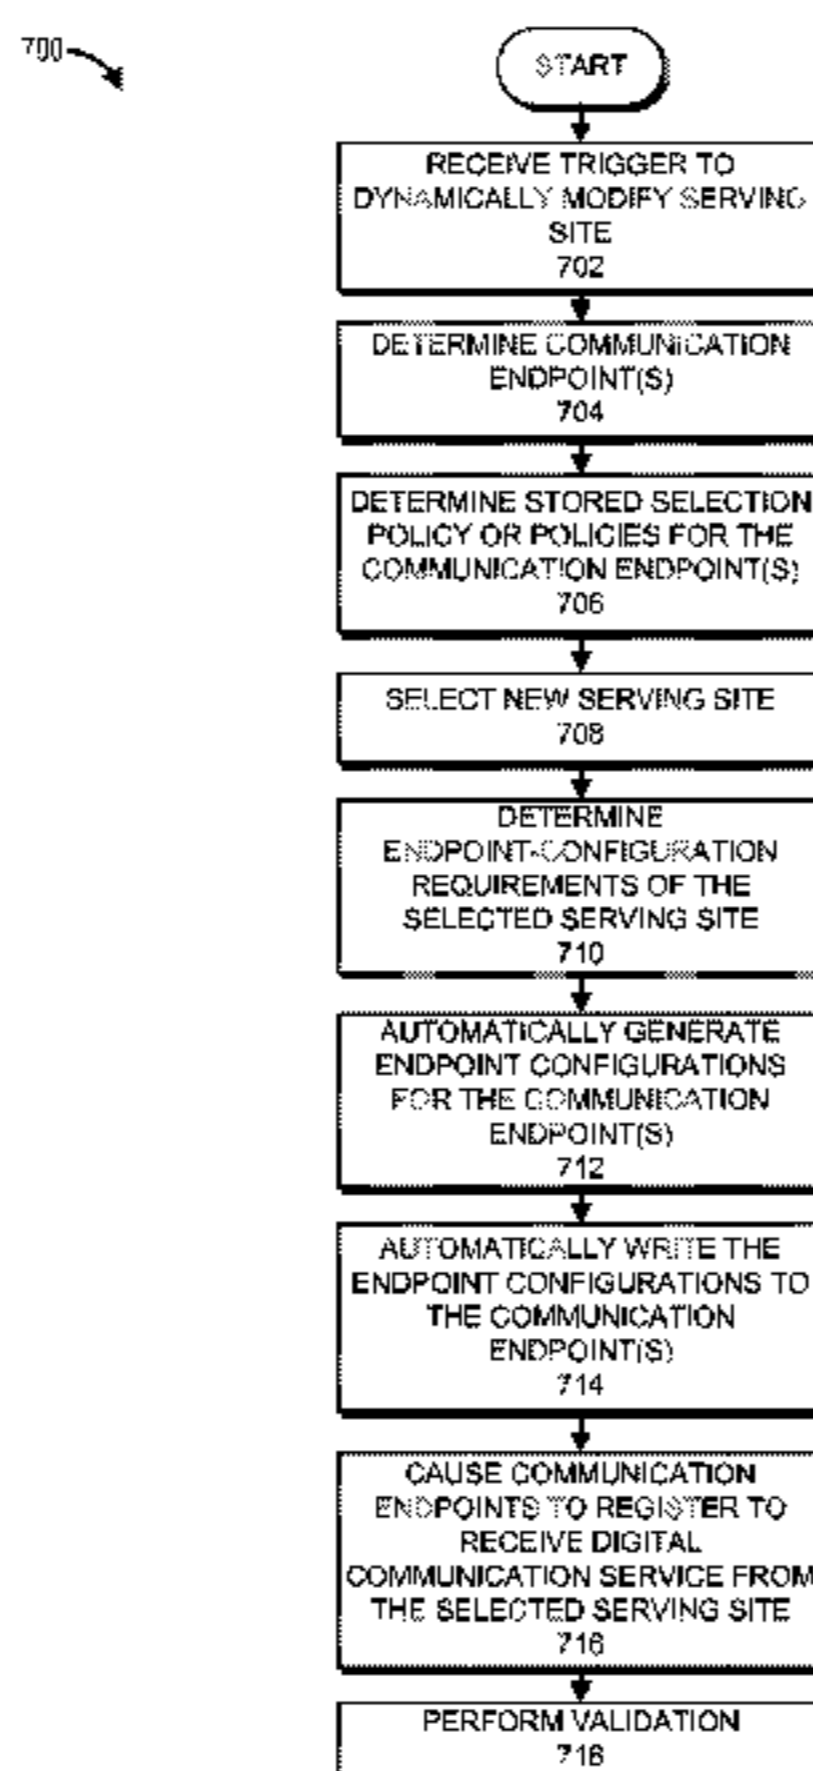 700
START
RECEIVE TRIGGER TO
DYNAMICALLY MODIFY SERVING
SITE
702
DETERMINE COMMUNICATION
ENDPOINT(S)
704
DETERMINE STORED SELECTION
POLICY OR POLICIES FOR THE
COMMUNICATION ENDPOINT(S)
706
SELECT NEW SERVING SITE
708
DETERMINE
ENDPOINT-CONFIGURATION
REQUIREMENTS OF THE
SELECTED SERVING SITE
710
AUTOMATICALLY GENERATE
ENDPOINT CONFIGURATIONS
FOR THE COMMUNICATION
ENDPOINT(S)
712
AUTOMATICALLY WRITE THE
ENDPOINT CONFIGURATIONS TO
THE COMMUNICATION
ENDPOINT(S)
714
CAUSE COMMUNICATION
ENDPOINTS TO REGISTER TO
RECEIVE DIGITAL
COMMUNICATION SERVICE FROM
THE SELECTED SERVING SITE
716
PERFORM VALIDATION
718